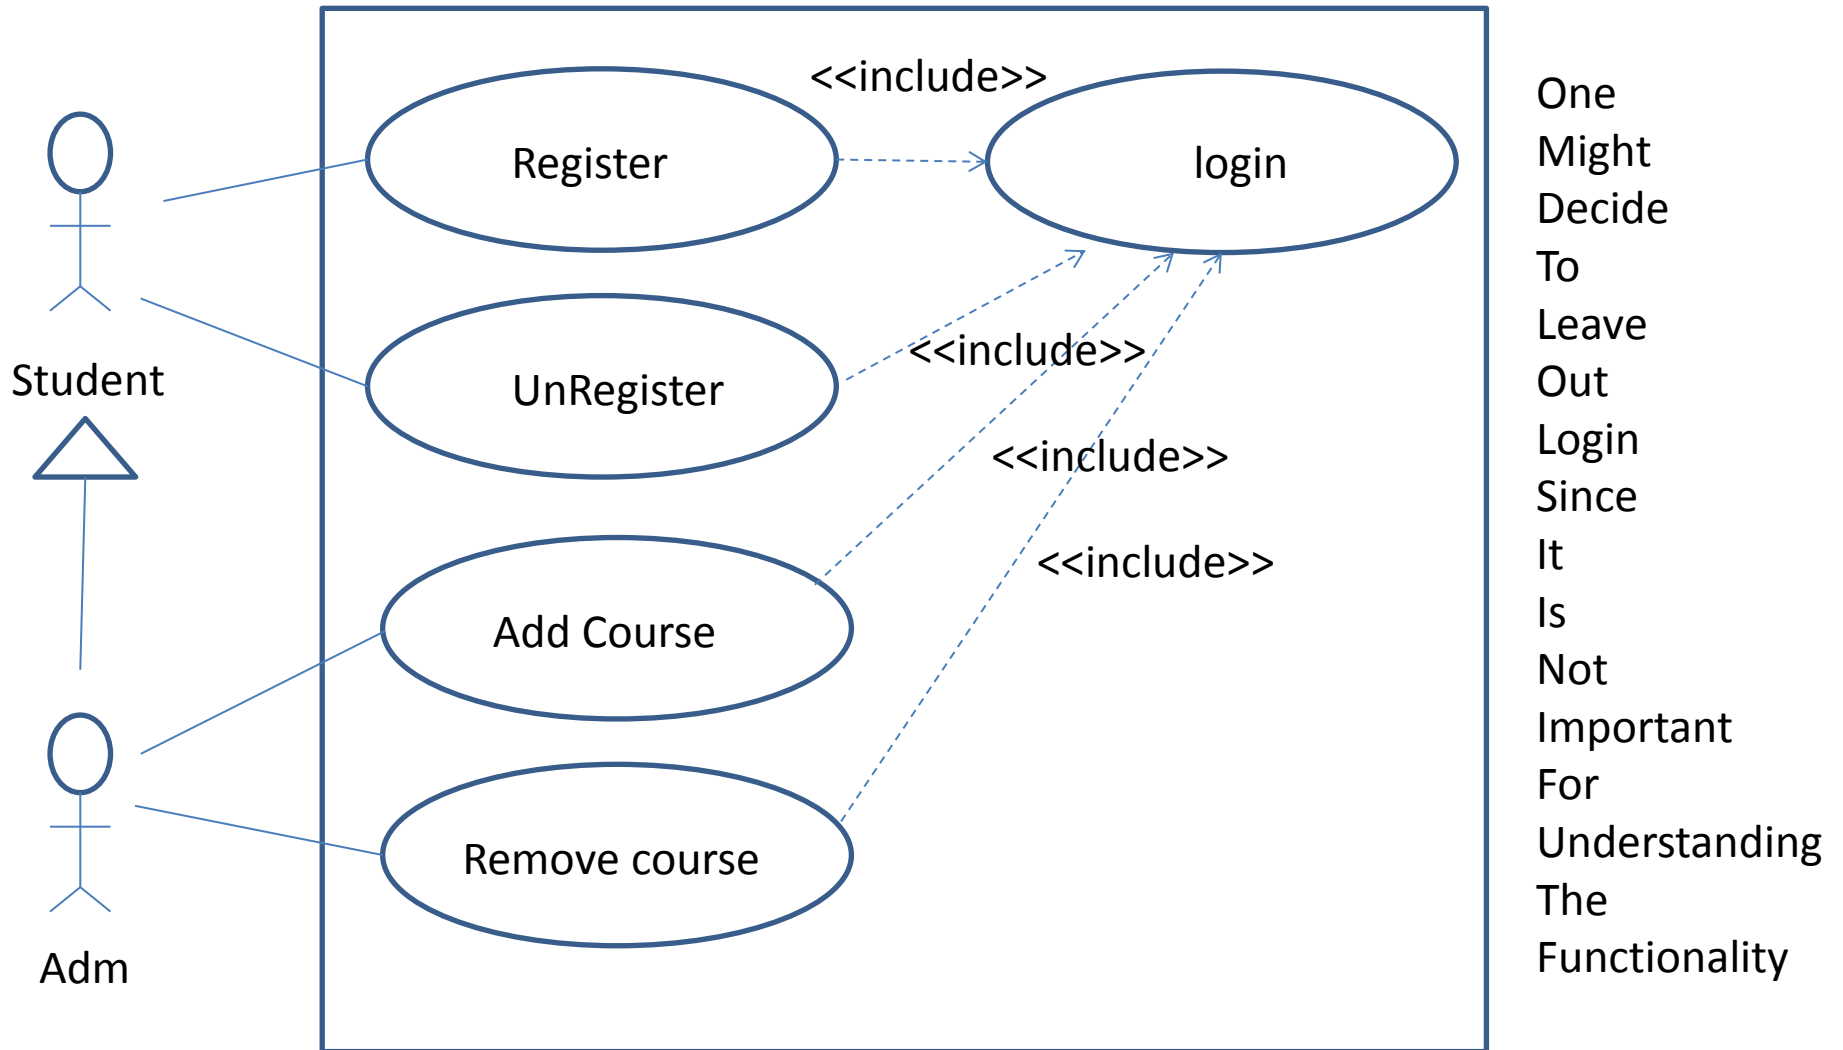 <<include>>
Register
login
Student
UnRegister
<<include>>
<<include>>
<<include>>
Add Course
Remove course
Adm
One
Might
Decide
To
Leave
Out
Login
Since
It
Is
Not
Important
For
Understanding
The
Functionality